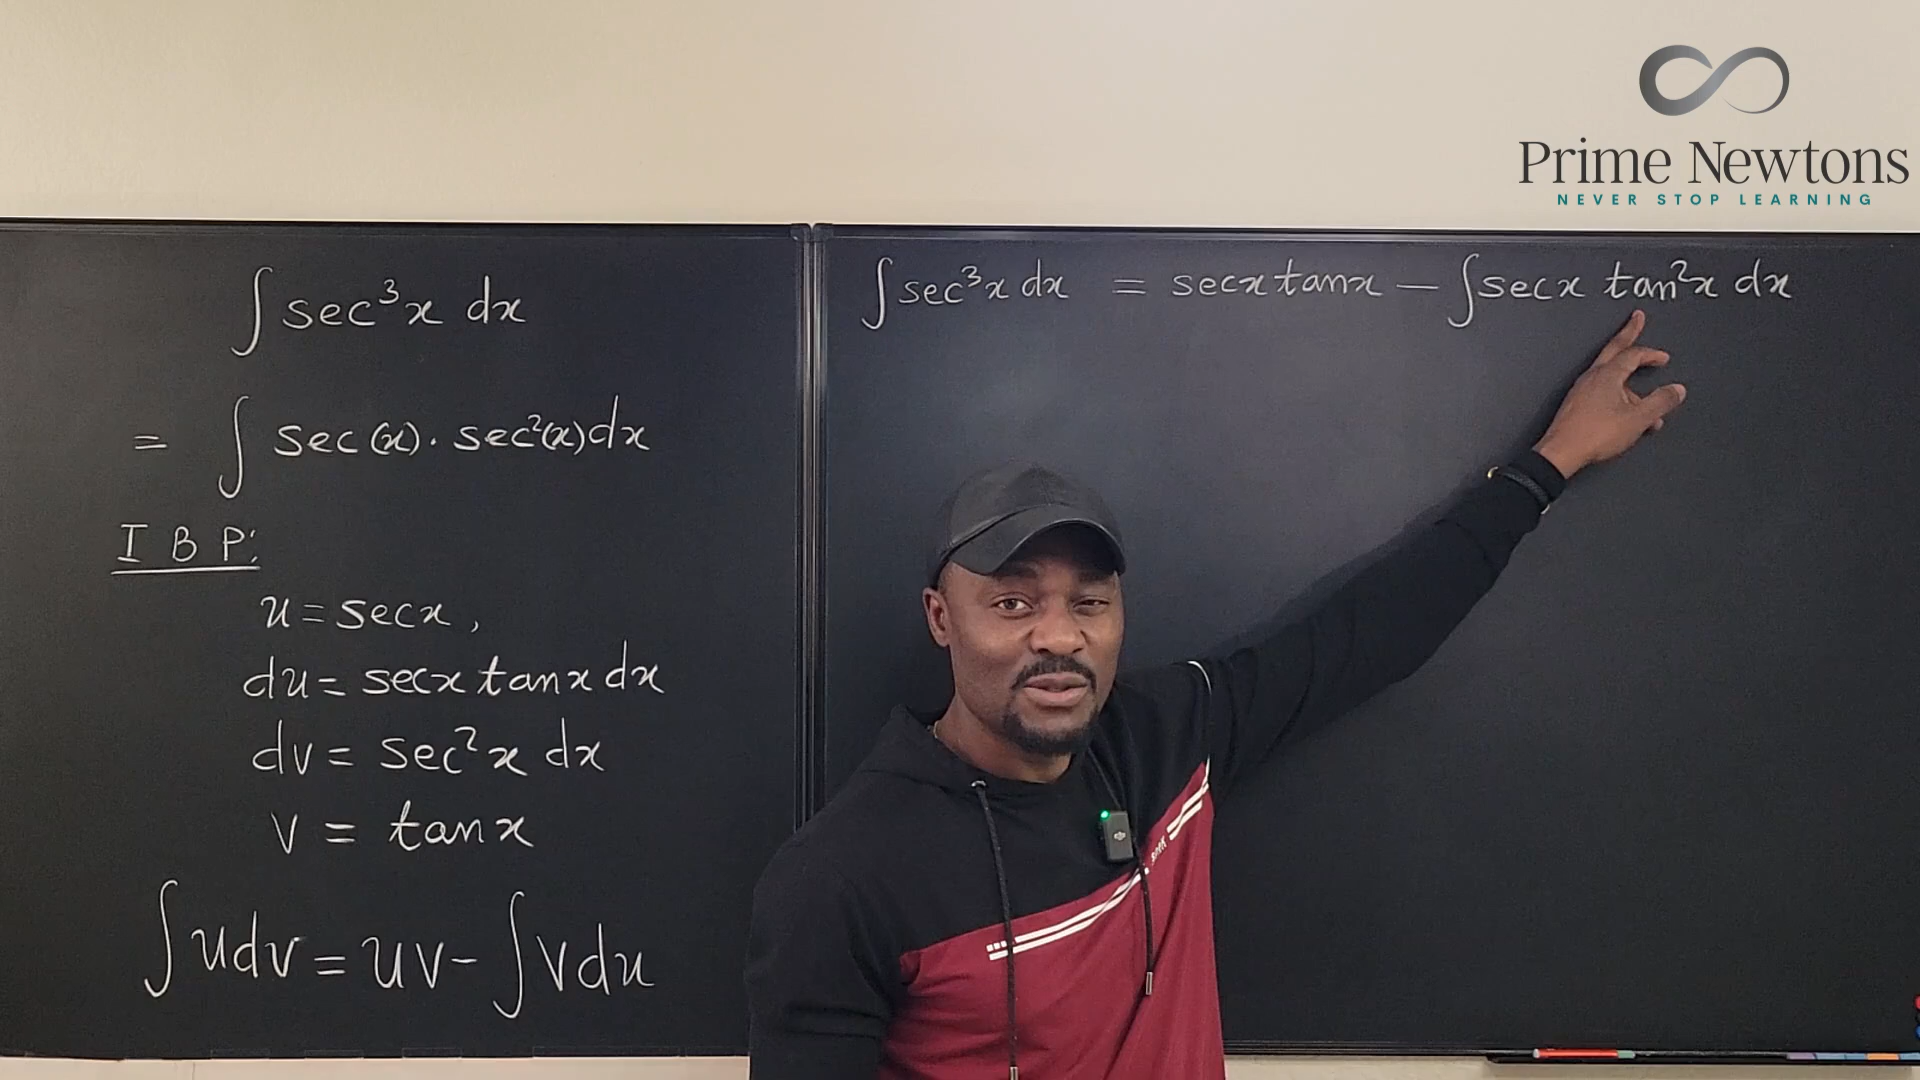 Prime Newtons
NEVER STOP LEARNING
∫ sec³x dx
= ∫ sec(x) · sec²(x) dx
I B P:
u = secx,
du = secx tanx dx
dv = sec²x dx
v = tanx
∫udv = uv - ∫vdu
∫sec³x dx = secx tanx - ∫secx tan²x dx